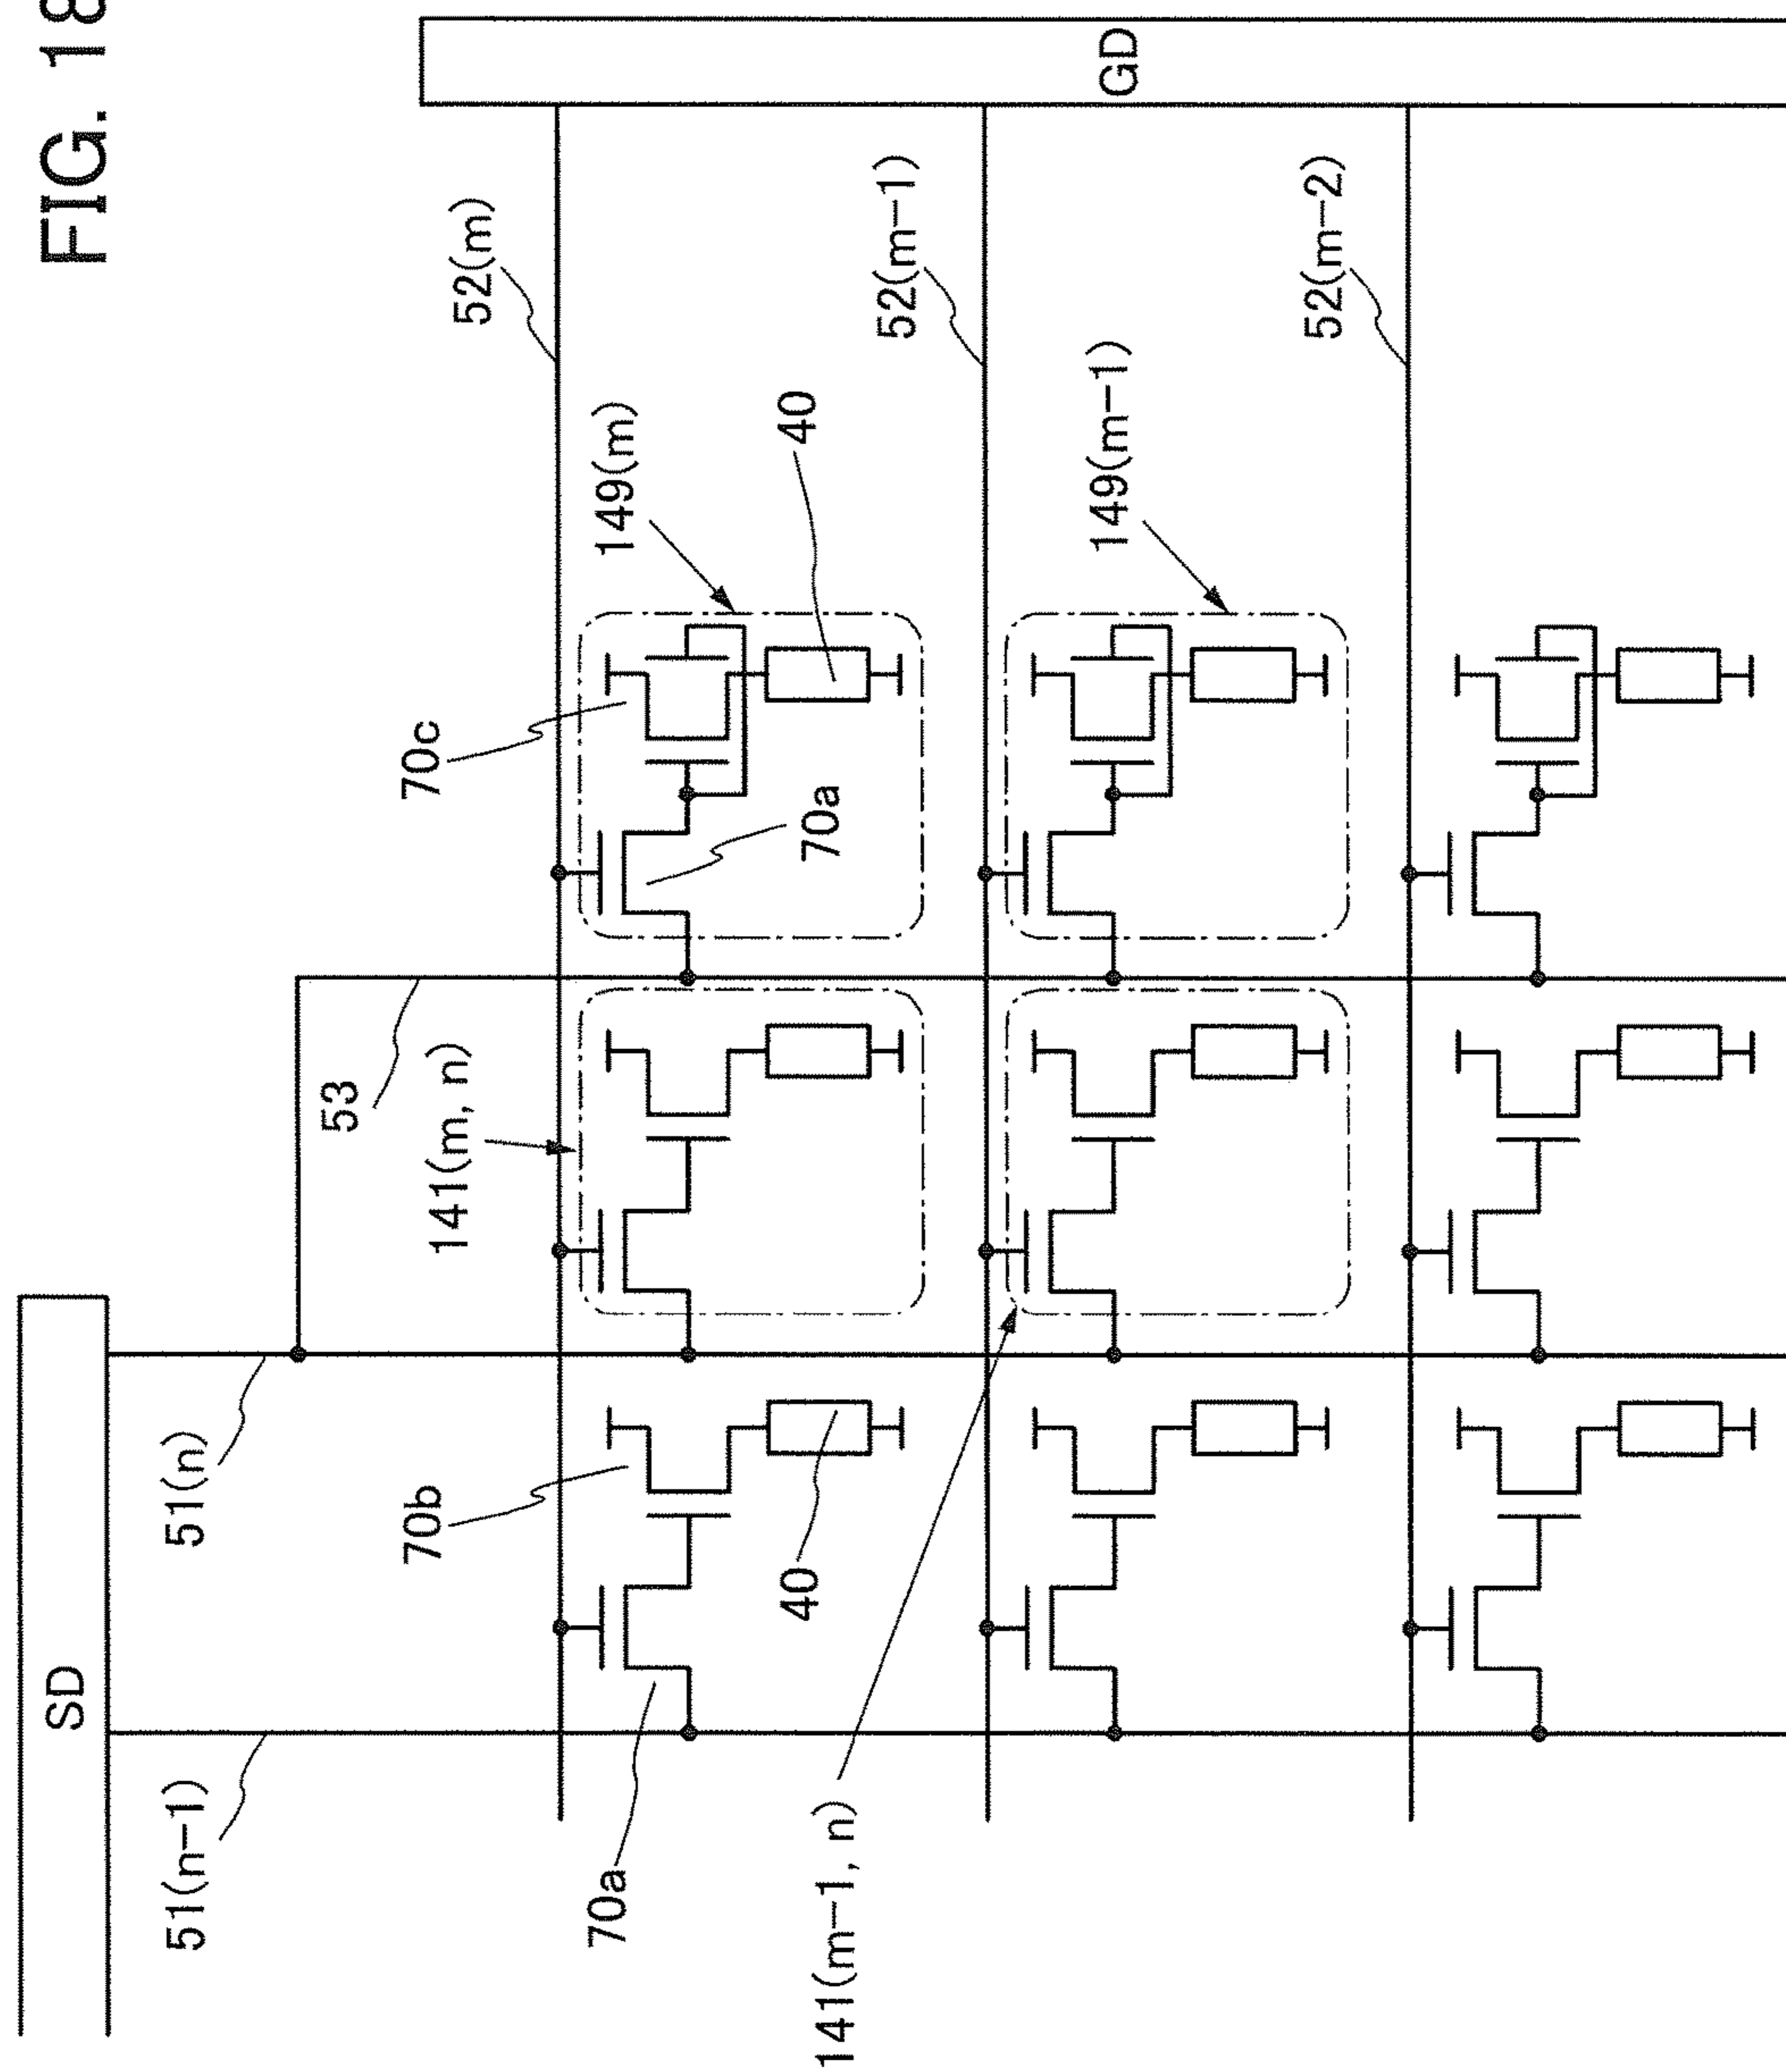 FIG. 18
SD
51(n-1)
51(n)
53
70b
141(m, n)
70c
52(m)
70a
149(m)
40
70a
40
141(m-1, n)
52(m-1)
149(m-1)
GD
52(m-2)